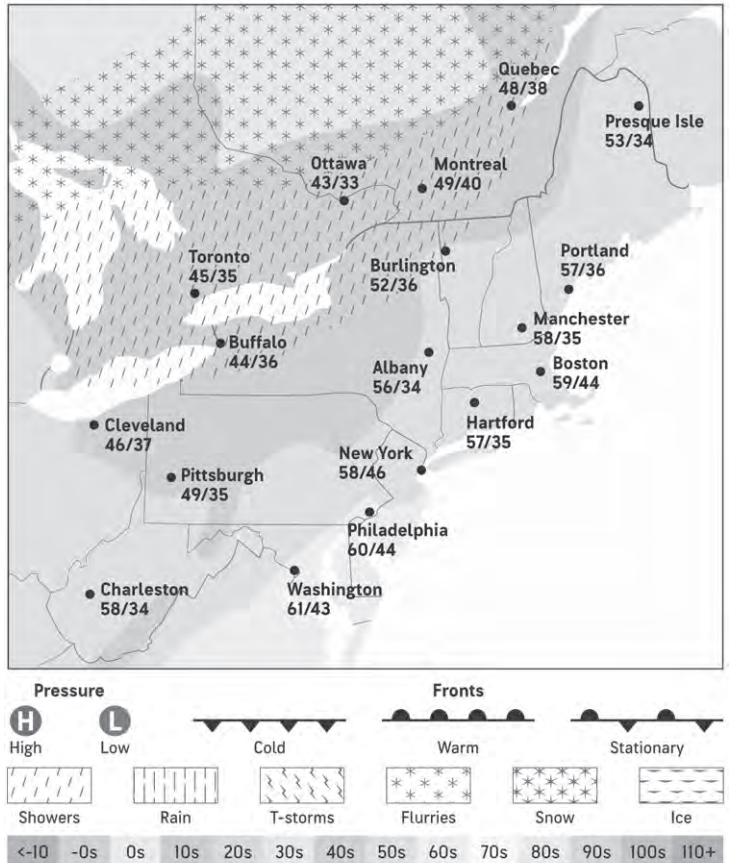 Quebec
48/38
Presque Isle
53/34
Ottawa
43/33
Montreal
49/40
Toronto
45/35
Burlington
52/36
Portland
57/36
Manchester
58/35
Buffalo
44/36
Albany
56/34
Boston
59/44
Cleveland
46/37
Hartford
57/35
New York
58/46
Pittsburgh
49/35
Philadelphia
60/44
Charleston
58/34
Washington
61/43
Pressure
Fronts
H
L
High
Low
Cold
Warm
Stationary
Showers
Rain
T-storms
Flurries
Snow
Ice
<-10 -0s 0s 10s 20s 30s 40s 50s 60s 70s 80s 90s 100s 110+